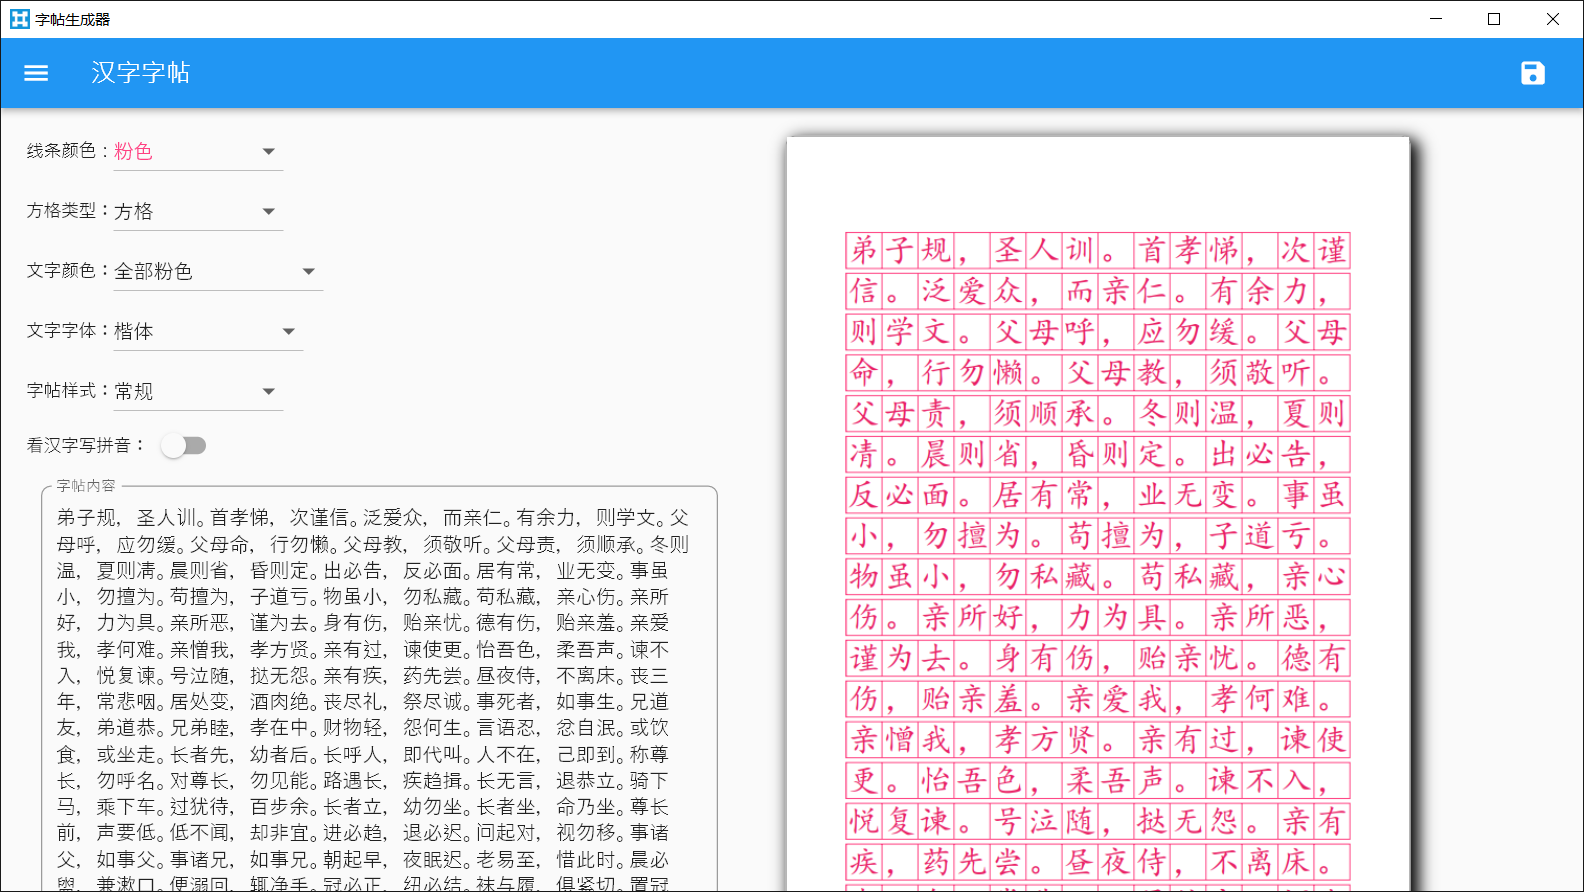 字帖生成器
汉字字帖
线条颜色：粉色
方格类型：方格
文字颜色：全部粉色
文字字体：楷体
字帖样式：常规
看汉字写拼音：
字帖内容
弟子规，圣人训。首孝悌，次谨信。泛爱众，而亲仁。有余力，则学文。父
母呼，应勿缓。父母命，行勿懒。父母教，须敬听。父母责，须顺承。冬则
温，夏则凊。晨则省，昏则定。出必告，反必面。居有常，业无变。事虽
小，勿擅为。苟擅为，子道亏。物虽小，勿私藏。苟私藏，亲心伤。亲所
好，力为具。亲所恶，谨为去。身有伤，贻亲忧。德有伤，贻亲羞。亲爱
我，孝何难。亲憎我，孝方贤。亲有过，谏使更。怡吾色，柔吾声。谏不
入，悦复谏。号泣随，挞无怨。亲有疾，药先尝。昼夜侍，不离床。丧三
年，常悲咽。居处变，酒肉绝。丧尽礼，祭尽诚。事死者，如事生。兄道
友，弟道恭。兄弟睦，孝在中。财物轻，怨何生。言语忍，忿自泯。或饮
食，或坐走。长者先，幼者后。长呼人，即代叫。人不在，己即到。称尊
长，勿呼名。对尊长，勿见能。路遇长，疾趋揖。长无言，退恭立。骑下
马，乘下车。过犹待，百步余。长者立，幼勿坐。长者坐，命乃坐。尊长
前，声要低。低不闻，却非宜。进必趋，退必迟。问起对，视勿移。事诸
父，如事父。事诸兄，如事兄。朝起早，夜眠迟。老易至，惜此时。晨必
盥，兼漱口。便溺回，辄净手。冠必正，纽必结。袜与履，俱紧切。置冠
弟子规，圣人训。首孝悌，次谨
信。泛爱众，而亲仁。有余力，
则学文。父母呼，应勿缓。父母
命，行勿懒。父母教，须敬听。
父母责，须顺承。冬则温，夏则
凊。晨则省，昏则定。出必告，
反必面。居有常，业无变。事虽
小，勿擅为。苟擅为，子道亏。
物虽小，勿私藏。苟私藏，亲心
伤。亲所好，力为具。亲所恶，
谨为去。身有伤，贻亲忧。德有
伤，贻亲羞。亲爱我，孝何难。
亲憎我，孝方贤。亲有过，谏使
更。怡吾色，柔吾声。谏不入，
悦复谏。号泣随，挞无怨。亲有
疾，药先尝。昼夜侍，不离床。